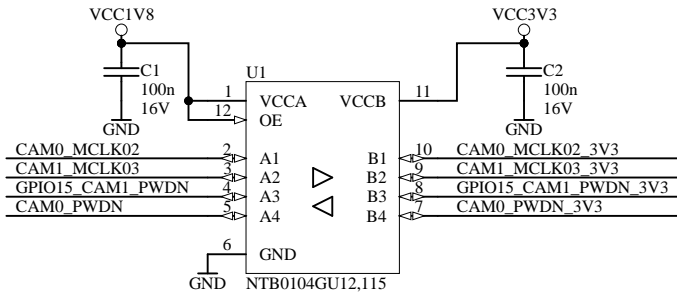 VCC1V8
VCC3V3
C1
100n
16V
GND
U1
C2
100n
16V
GND
1 VCCA VCCB 11
12 OE
CAM0_MCLK02 2 A1 B1 10 CAM0_MCLK02_3V3
CAM1_MCLK03 3 A2 B2 9 CAM1_MCLK03_3V3
GPIO15_CAM1_PWDN 4 A3 B3 8 GPIO15_CAM1_PWDN_3V3
CAM0_PWDN 5 A4 B4 7 CAM0_PWDN_3V3
6 GND
GND
NTB0104GU12,115